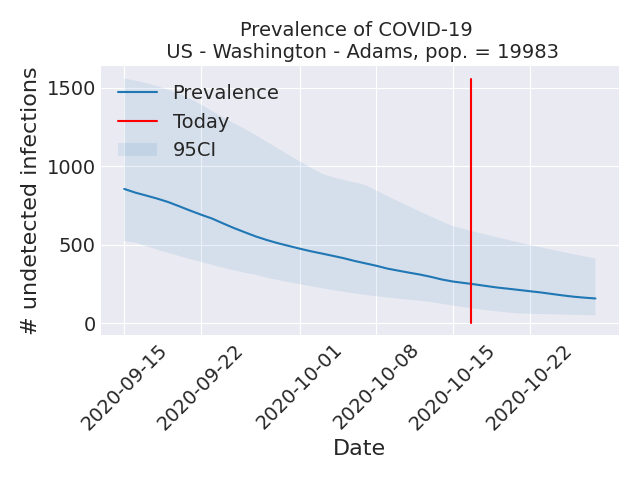 Prevalence of COVID-19
US - Washington - Adams, pop. = 19983
# undetected infections
1500
1000
500
0
Prevalence
Today
95CI
2020-09-15
2020-09-22
2020-10-01
2020-10-08
2020-10-15
2020-10-22
Date